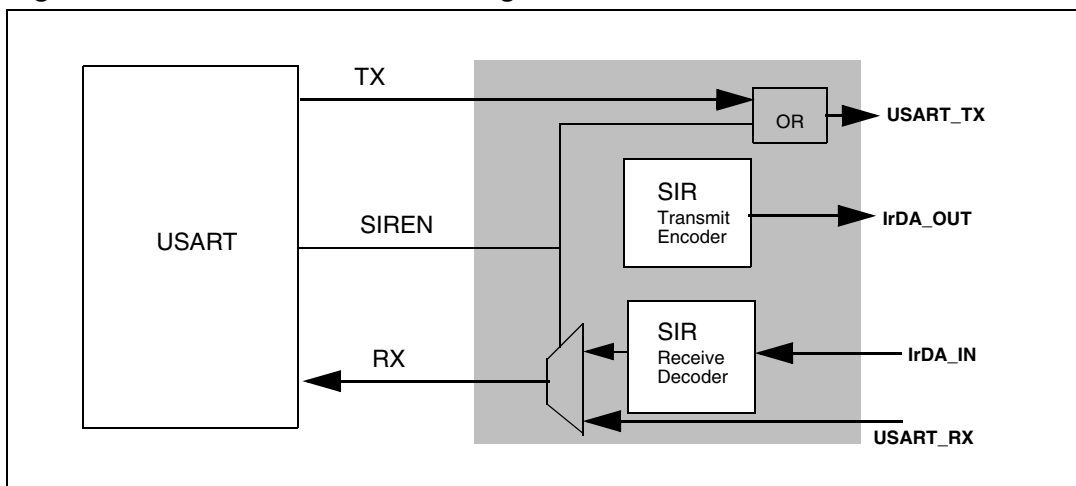 TX
OR
USART_TX
SIR
Transmit
Encoder
IrDA_OUT
SIREN
USART
SIR
Receive
Decoder
IrDA_IN
RX
USART_RX